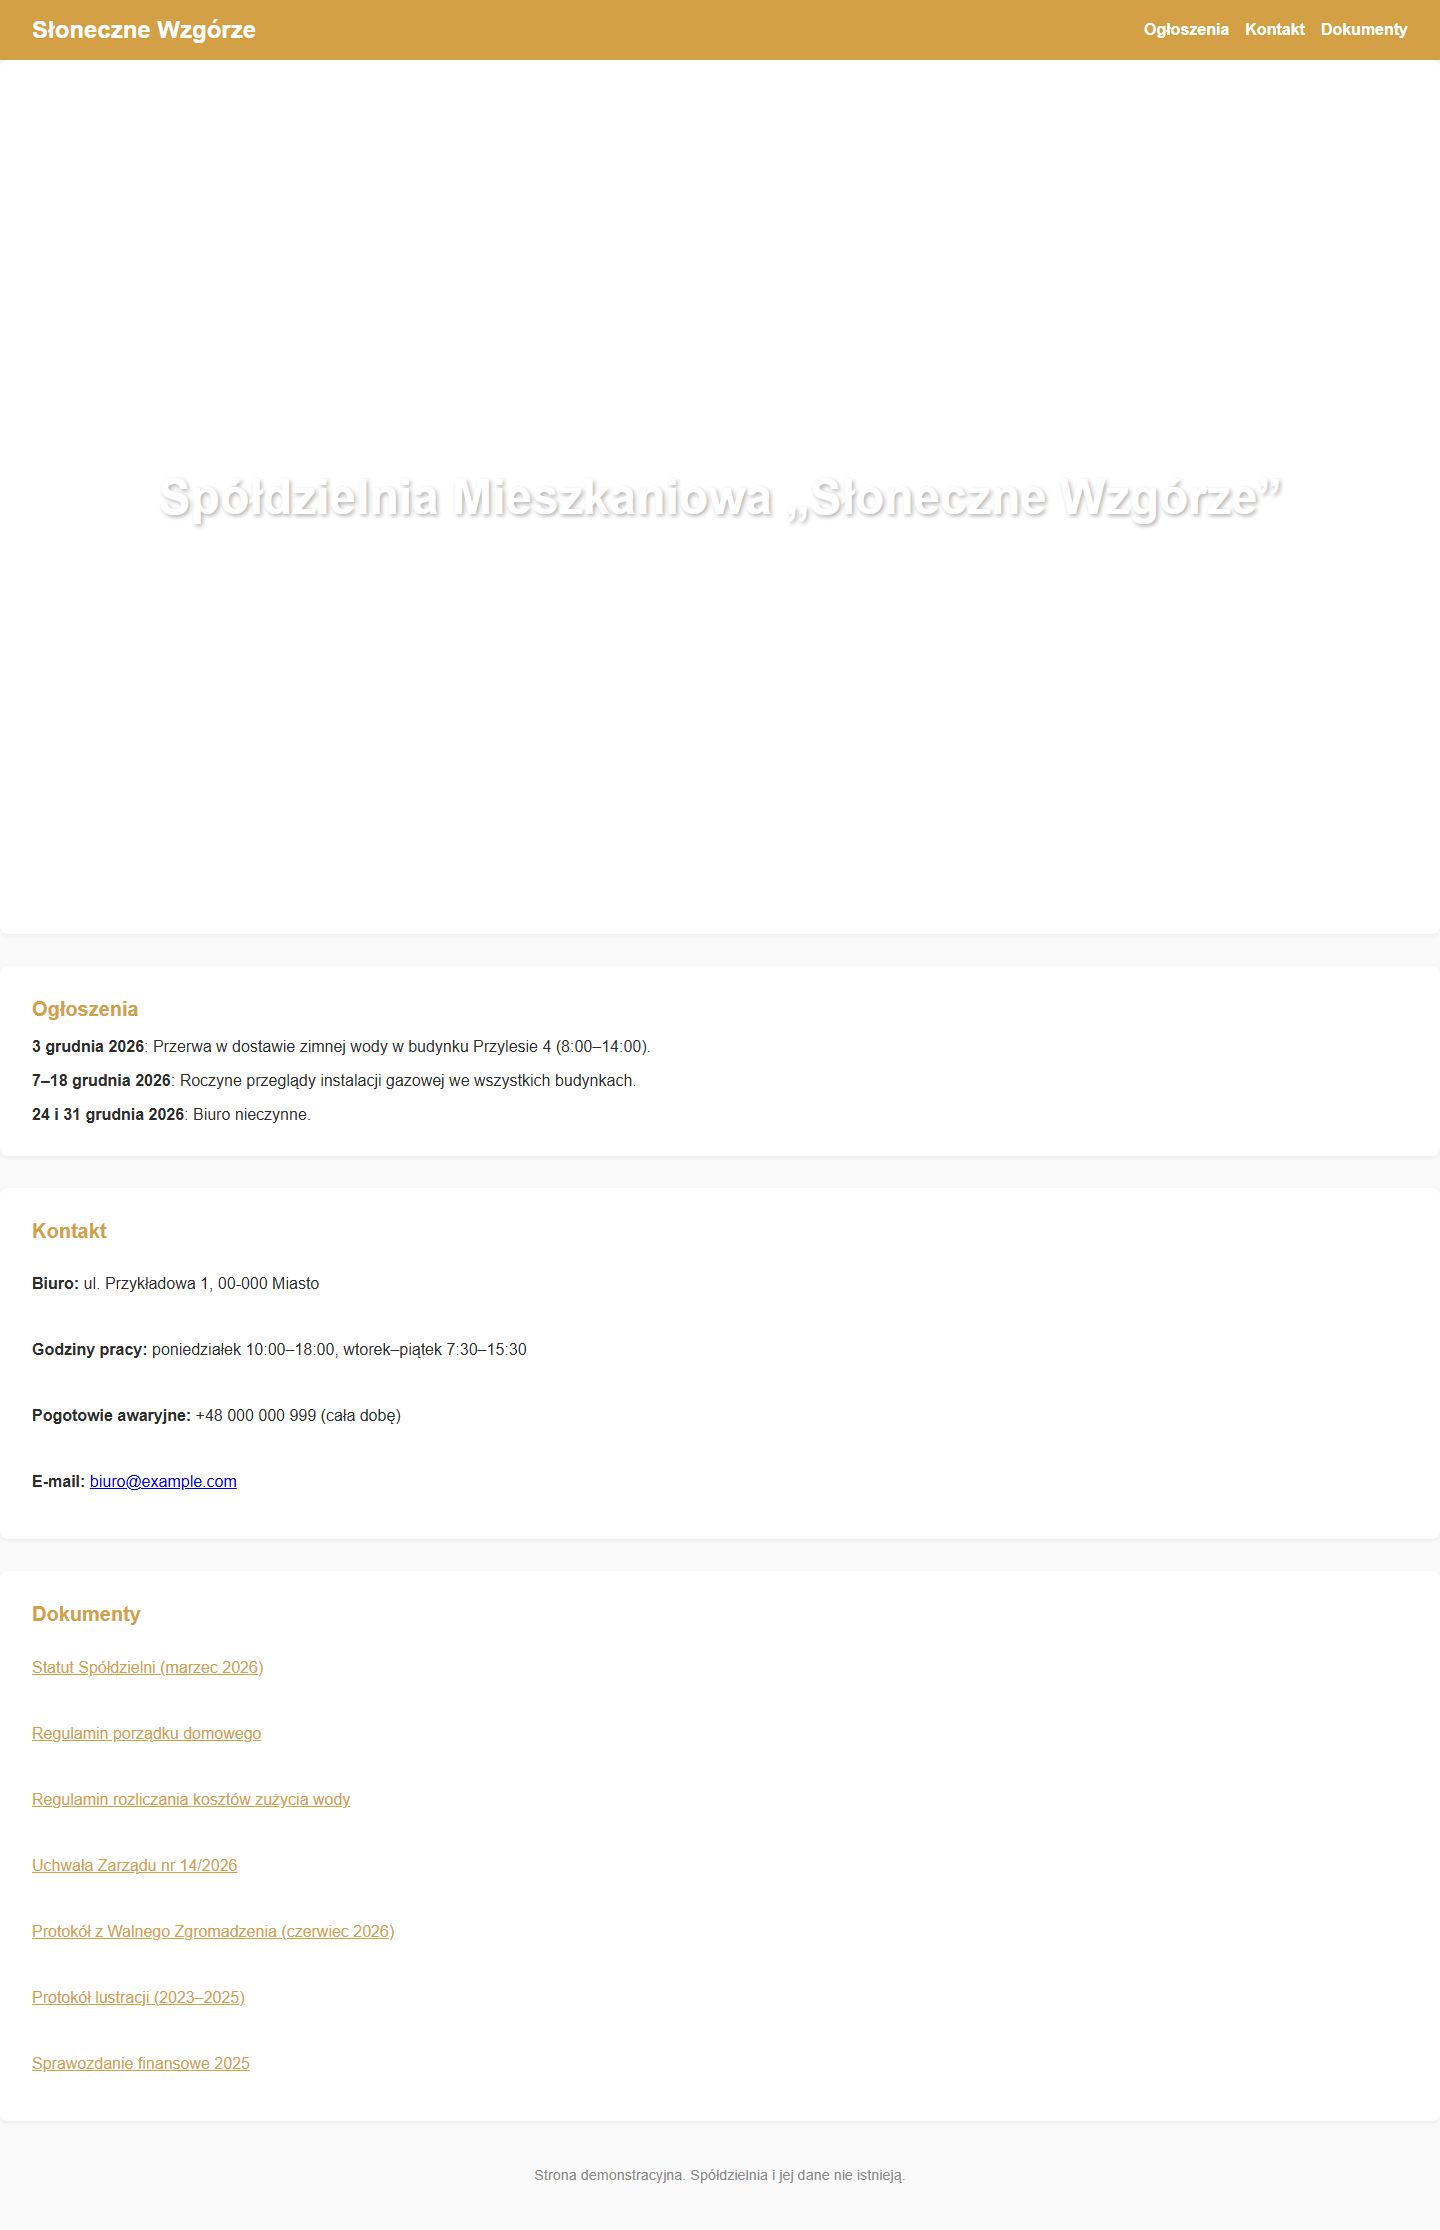 Słoneczne Wzgórze
Ogłoszenia Kontakt Dokumenty
Spółdzielnia Mieszkaniowa „Słoneczne Wzgórze”
Ogłoszenia
3 grudnia 2026: Przerwa w dostawie zimnej wody w budynku Przylesie 4 (8:00–14:00).
7–18 grudnia 2026: Roczyne przeglądy instalacji gazowej we wszystkich budynkach.
24 i 31 grudnia 2026: Biuro nieczynne.
Kontakt
Biuro: ul. Przykładowa 1, 00-000 Miasto
Godziny pracy: poniedziałek 10:00–18:00, wtorek–piątek 7:30–15:30
Pogotowie awaryjne: +48 000 000 999 (cała dobę)
E-mail: biuro@example.com
Dokumenty
Statut Spółdzielni (marzec 2026)
Regulamin porządku domowego
Regulamin rozliczania kosztów zużycia wody
Uchwała Zarządu nr 14/2026
Protokół z Walnego Zgromadzenia (czerwiec 2026)
Protokół lustracji (2023–2025)
Sprawozdanie finansowe 2025
Strona demonstracyjna. Spółdzielnia i jej dane nie istnieją.